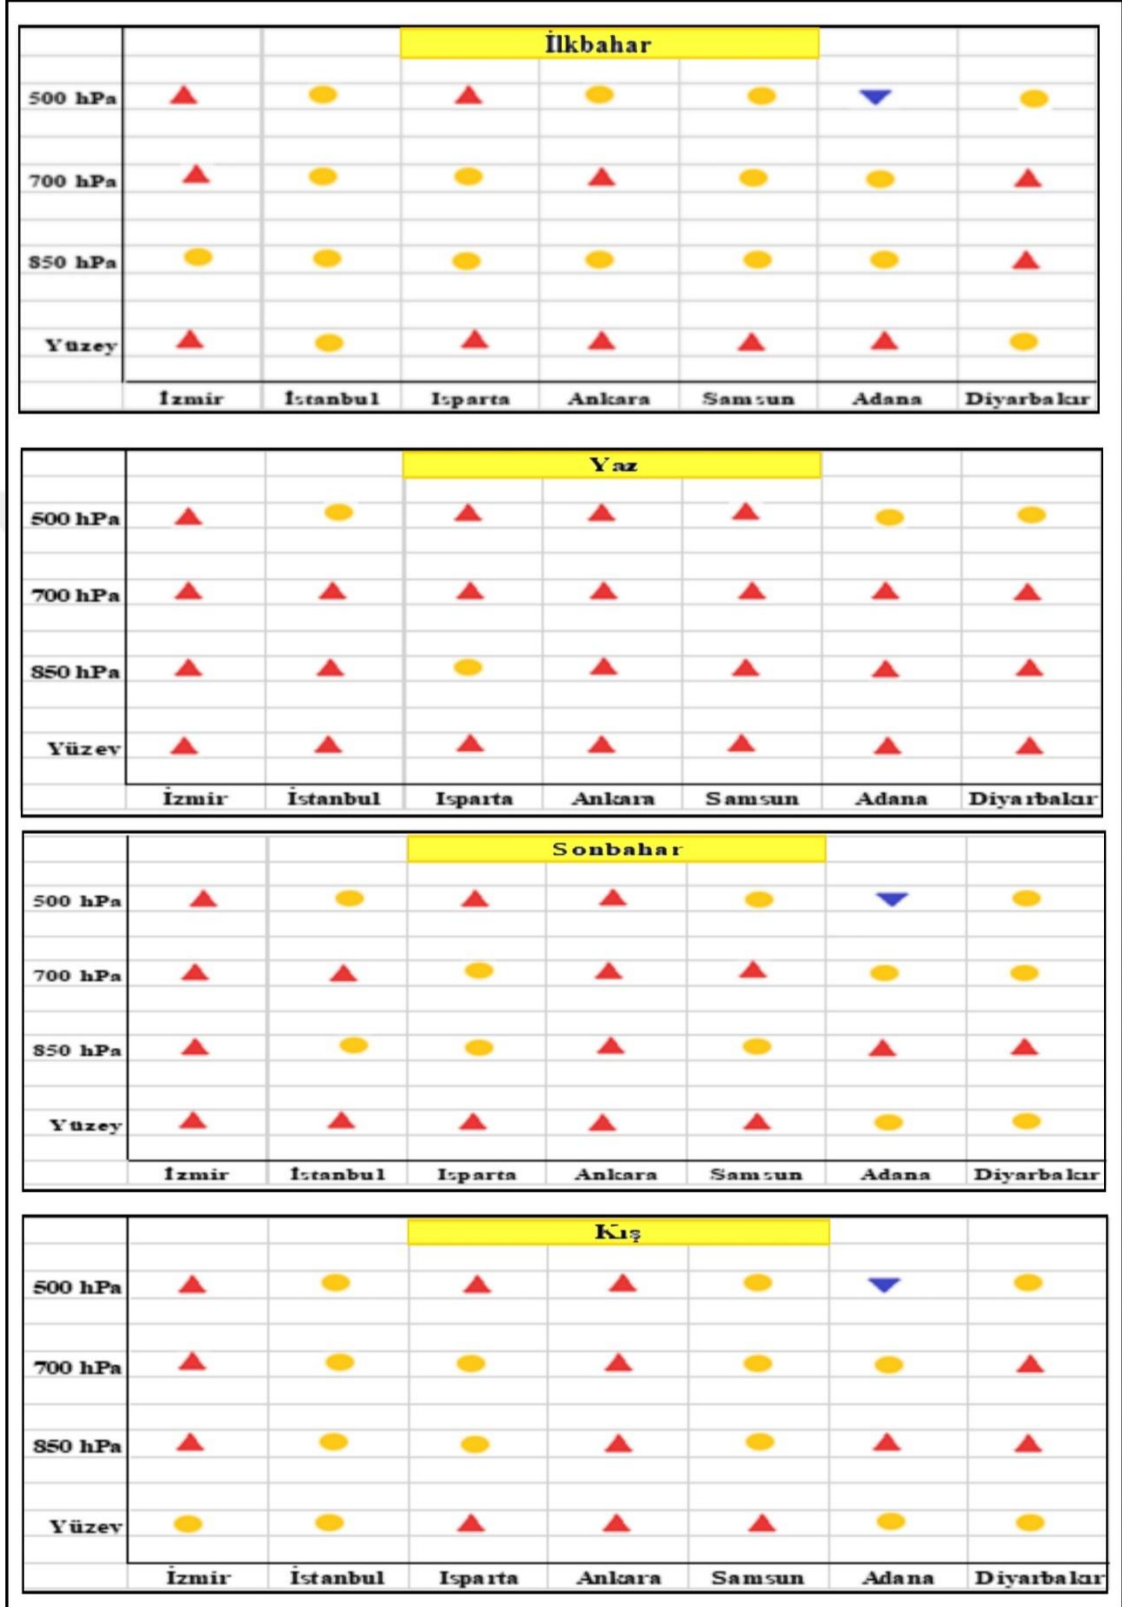 İlkbahar
500 hPa
700 hPa
850 hPa
Yüzey
İzmir İstanbul Isparta Ankara Samsun Adana Diyarbakır
Yaz
500 hPa
700 hPa
850 hPa
Yüzey
İzmir İstanbul Isparta Ankara Samsun Adana Diyarbakır
Sonbahar
500 hPa
700 hPa
850 hPa
Yüzey
İzmir İstanbul Isparta Ankara Samsun Adana Diyarbakır
Kış
500 hPa
700 hPa
850 hPa
Yüzey
İzmir İstanbul Isparta Ankara Samsun Adana Diyarbakır